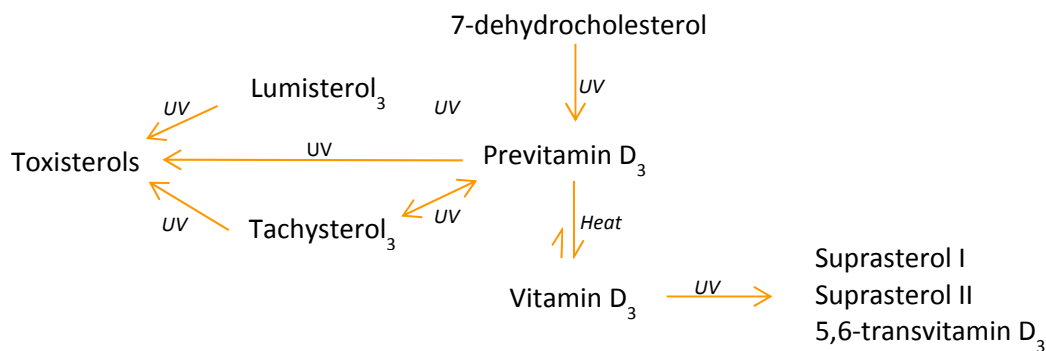 7-dehydrocholesterol
UV
Lumisterol₃
UV
UV
Toxisterols
UV
Previtamin D₃
UV
Tachysterol₃
UV
Heat
Vitamin D₃
UV
Suprasterol I
Suprasterol II
5,6-transvitamin D₃